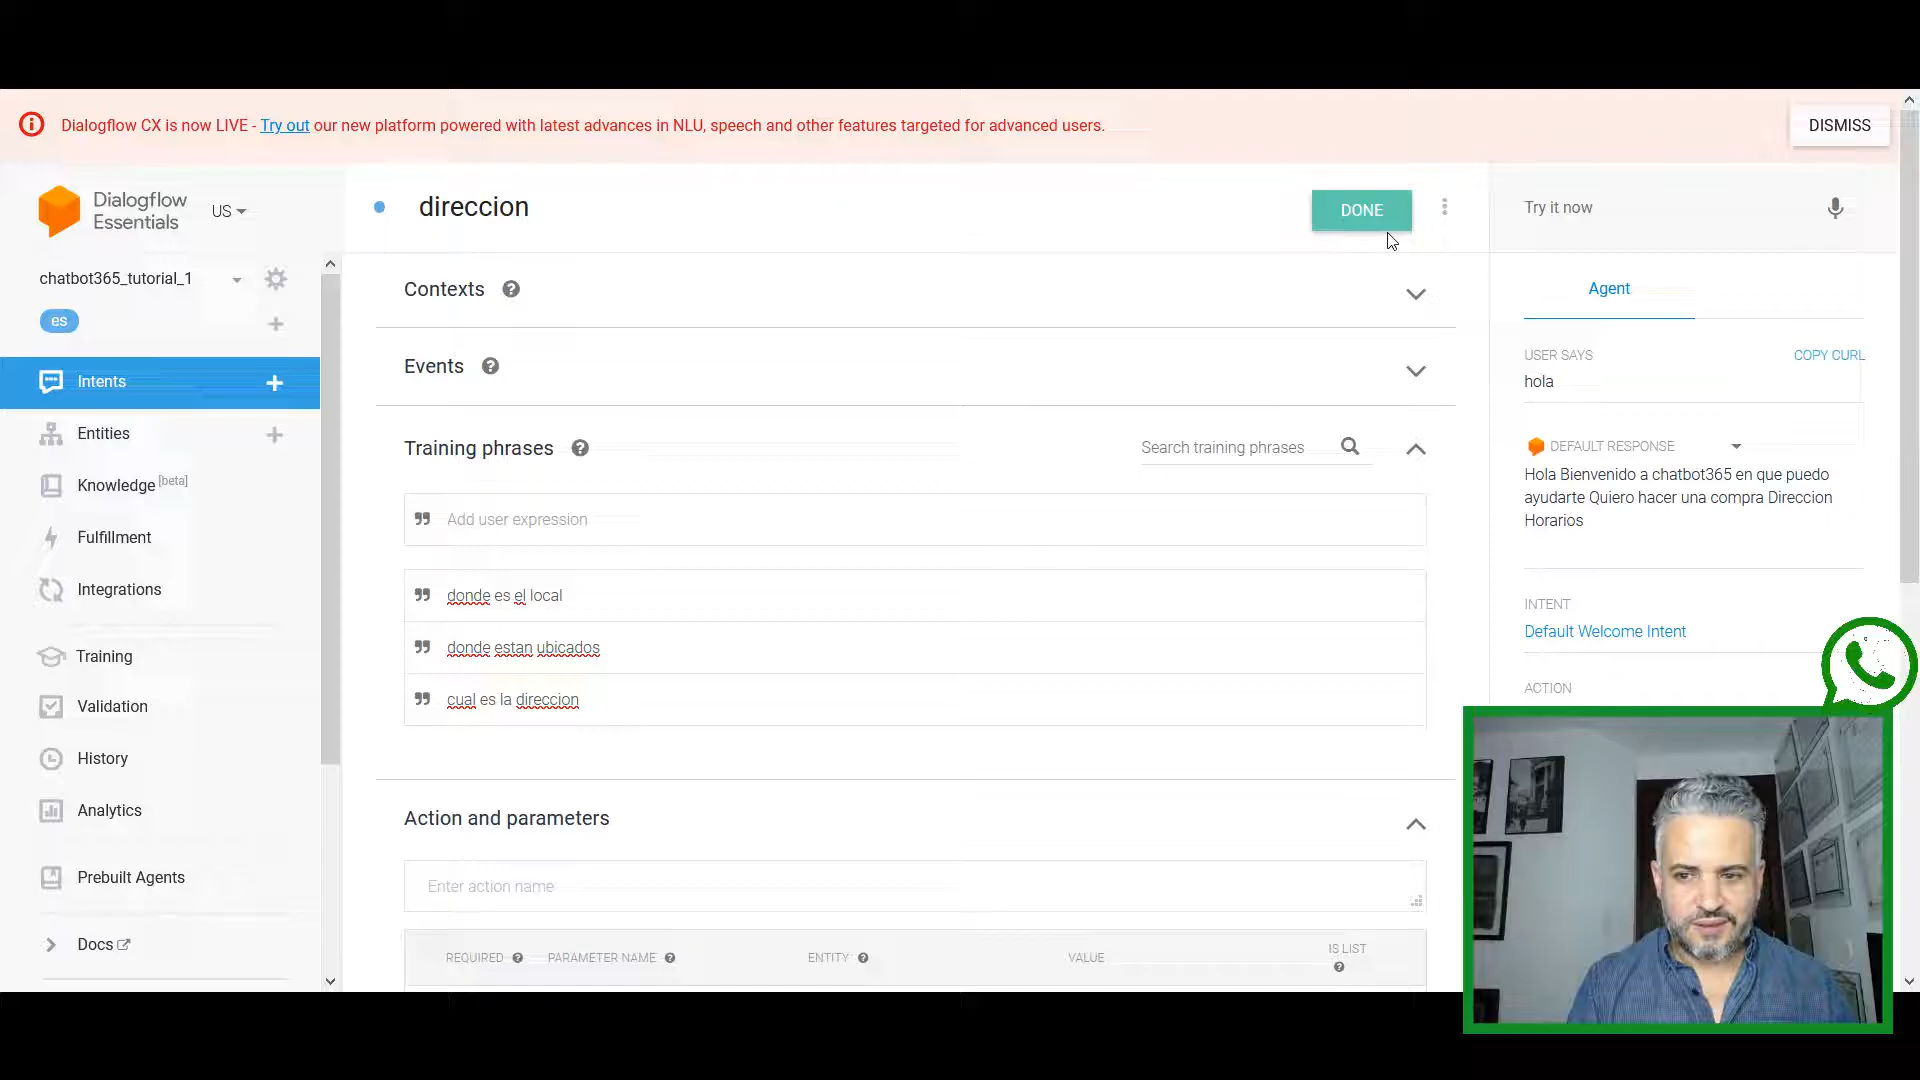 Dialogflow CX is now LIVE - Try out our new platform powered with latest advances in NLU, speech and other features targeted for advanced users.
DISMISS
Dialogflow
Essentials
US
direccion
DONE
Try it now
chatbot365_tutorial_1
es
Intents
Entities
Knowledge [beta]
Fulfillment
Integrations
Training
Validation
History
Analytics
Prebuilt Agents
Docs
Contexts
Events
Training phrases
Search training phrases
Add user expression
donde es el local
donde estan ubicados
cual es la direccion
Action and parameters
Enter action name
REQUIRED PARAMETER NAME ENTITY VALUE IS LIST
Agent
USER SAYS COPY CURL
hola
DEFAULT RESPONSE
Hola Bienvenido a chatbot365 en que puedo
ayudarte Quiero hacer una compra Direccion
Horarios
INTENT
Default Welcome Intent
ACTION